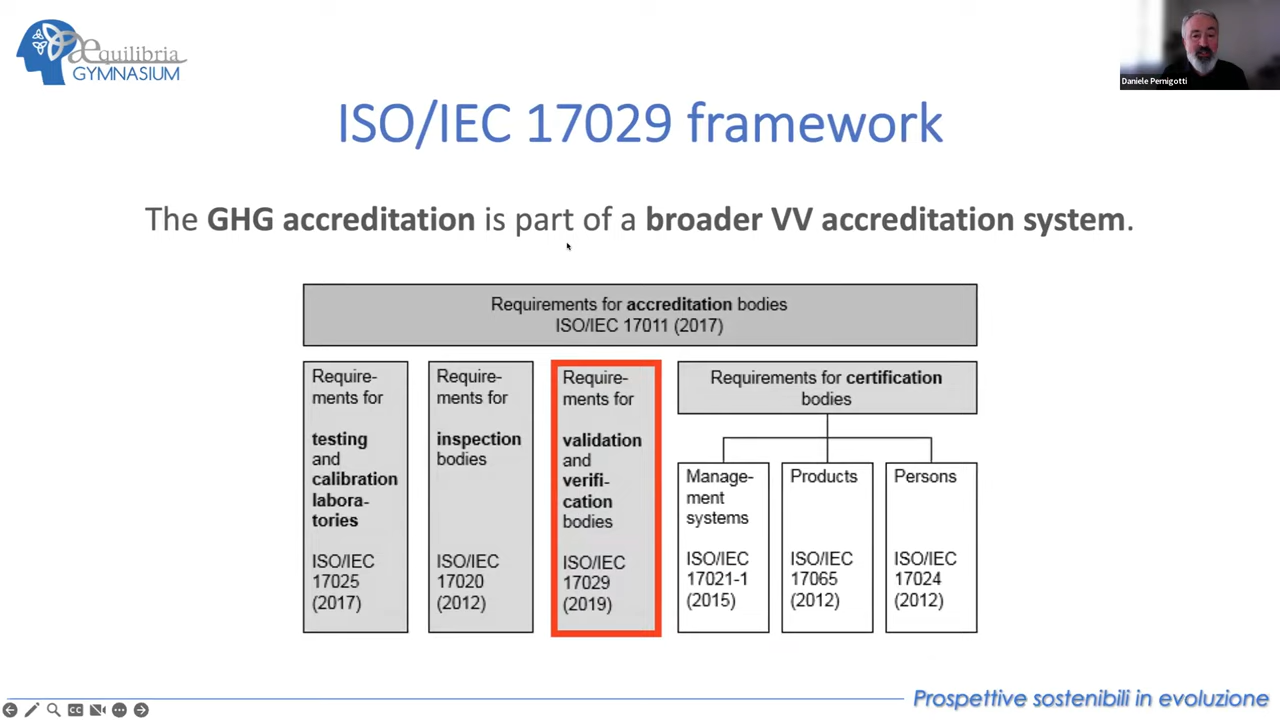 æquilibria
GYMNASIUM
Daniele Pernigotti
ISO/IEC 17029 framework
The GHG accreditation is part of a broader VV accreditation system.
Requirements for accreditation bodies
ISO/IEC 17011 (2017)
Require-
ments for
testing
and
calibration
labora-
tories
ISO/IEC
17025
(2017)
Require-
ments for
inspection
bodies
ISO/IEC
17020
(2012)
Require-
ments for
validation
and
verifi-
cation
bodies
ISO/IEC
17029
(2019)
Requirements for certification
bodies
Manage-
ment
systems
ISO/IEC
17021-1
(2015)
Products
ISO/IEC
17065
(2012)
Persons
ISO/IEC
17024
(2012)
Prospettive sostenibili in evoluzione